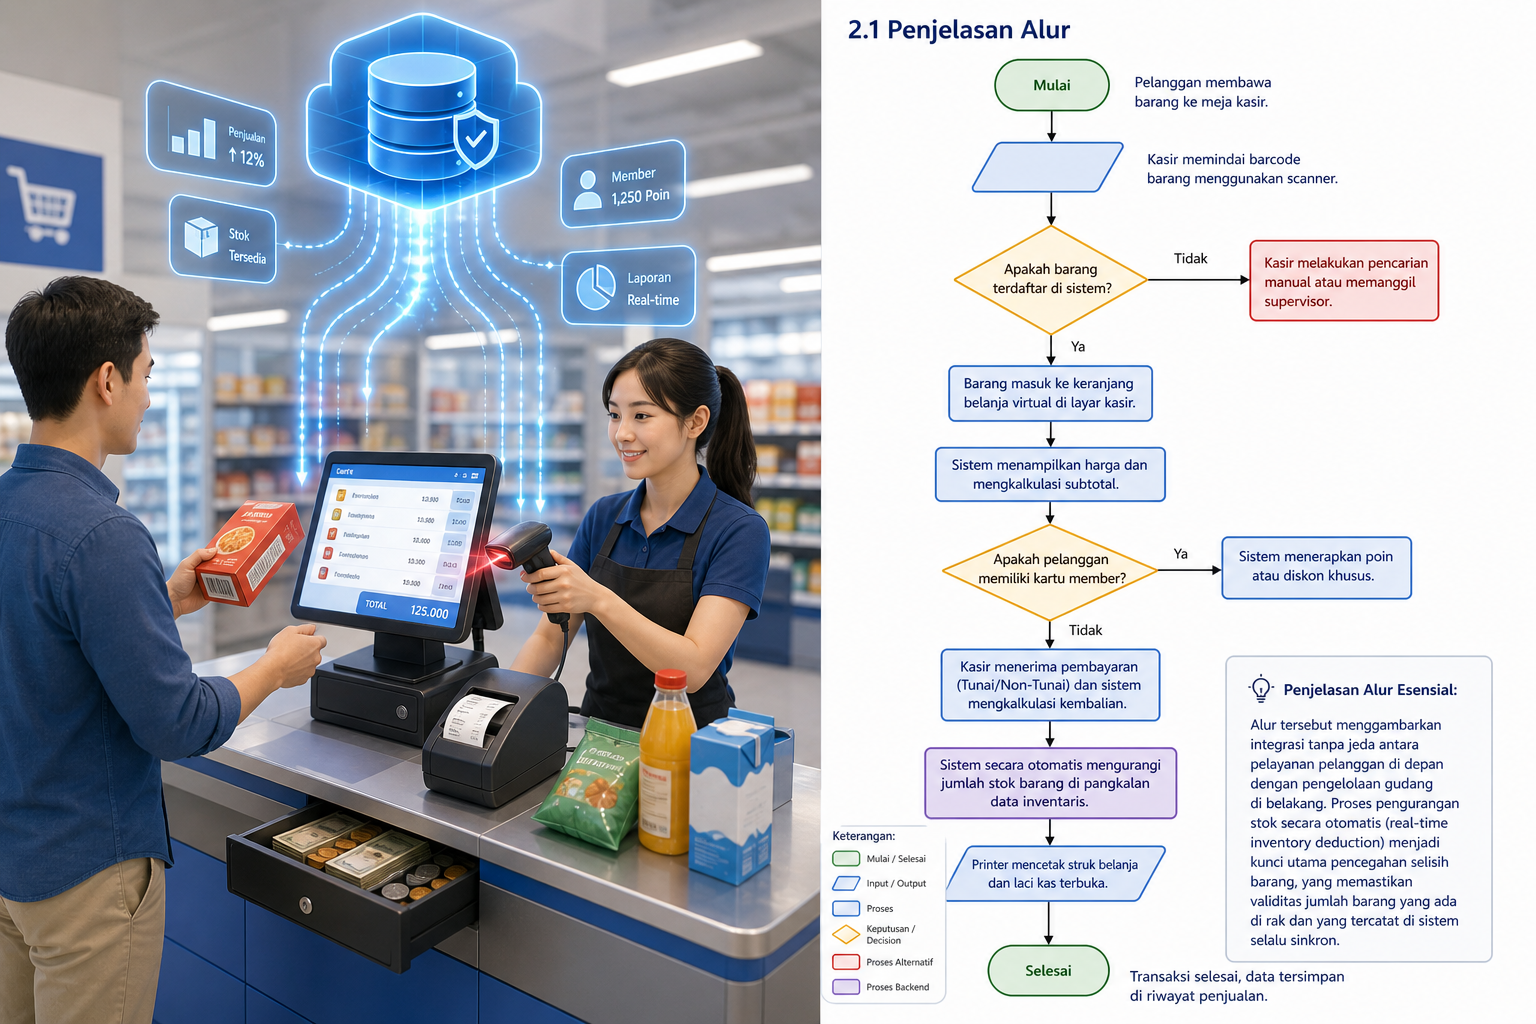 Penjualan
↑ 12%
Stok
Tersedia
Member
1,250 Poin
Laporan
Real-time
TOTAL 125.000
2.1 Penjelasan Alur
Mulai
Pelanggan membawa
barang ke meja kasir.
Kasir memindai barcode
barang menggunakan scanner.
Apakah barang
terdaftar di sistem?
Tidak
Kasir melakukan pencarian
manual atau memanggil
supervisor.
Ya
Barang masuk ke keranjang
belanja virtual di layar kasir.
Sistem menampilkan harga dan
mengkalkulasi subtotal.
Apakah pelanggan
memiliki kartu member?
Ya
Sistem menerapkan poin
atau diskon khusus.
Tidak
Kasir menerima pembayaran
(Tunai/Non-Tunai) dan sistem
mengkalkulasi kembalian.
Sistem secara otomatis mengurangi
jumlah stok barang di pangkalan
data inventaris.
Printer mencetak struk belanja
dan laci kas terbuka.
Selesai
Transaksi selesai, data tersimpan
di riwayat penjualan.
Keterangan:
Mulai / Selesai
Input / Output
Proses
Keputusan /
Decision
Proses Alternatif
Proses Backend
Penjelasan Alur Esensial:
Alur tersebut menggambarkan
integrasi tanpa jeda antara
pelayanan pelanggan di depan
dengan pengelolaan gudang
di belakang. Proses pengurangan
stok secara otomatis (real-time
inventory deduction) menjadi
kunci utama pencegahan selisih
barang, yang memastikan
validitas jumlah barang yang ada
di rak dan yang tercatat di sistem
selalu sinkron.